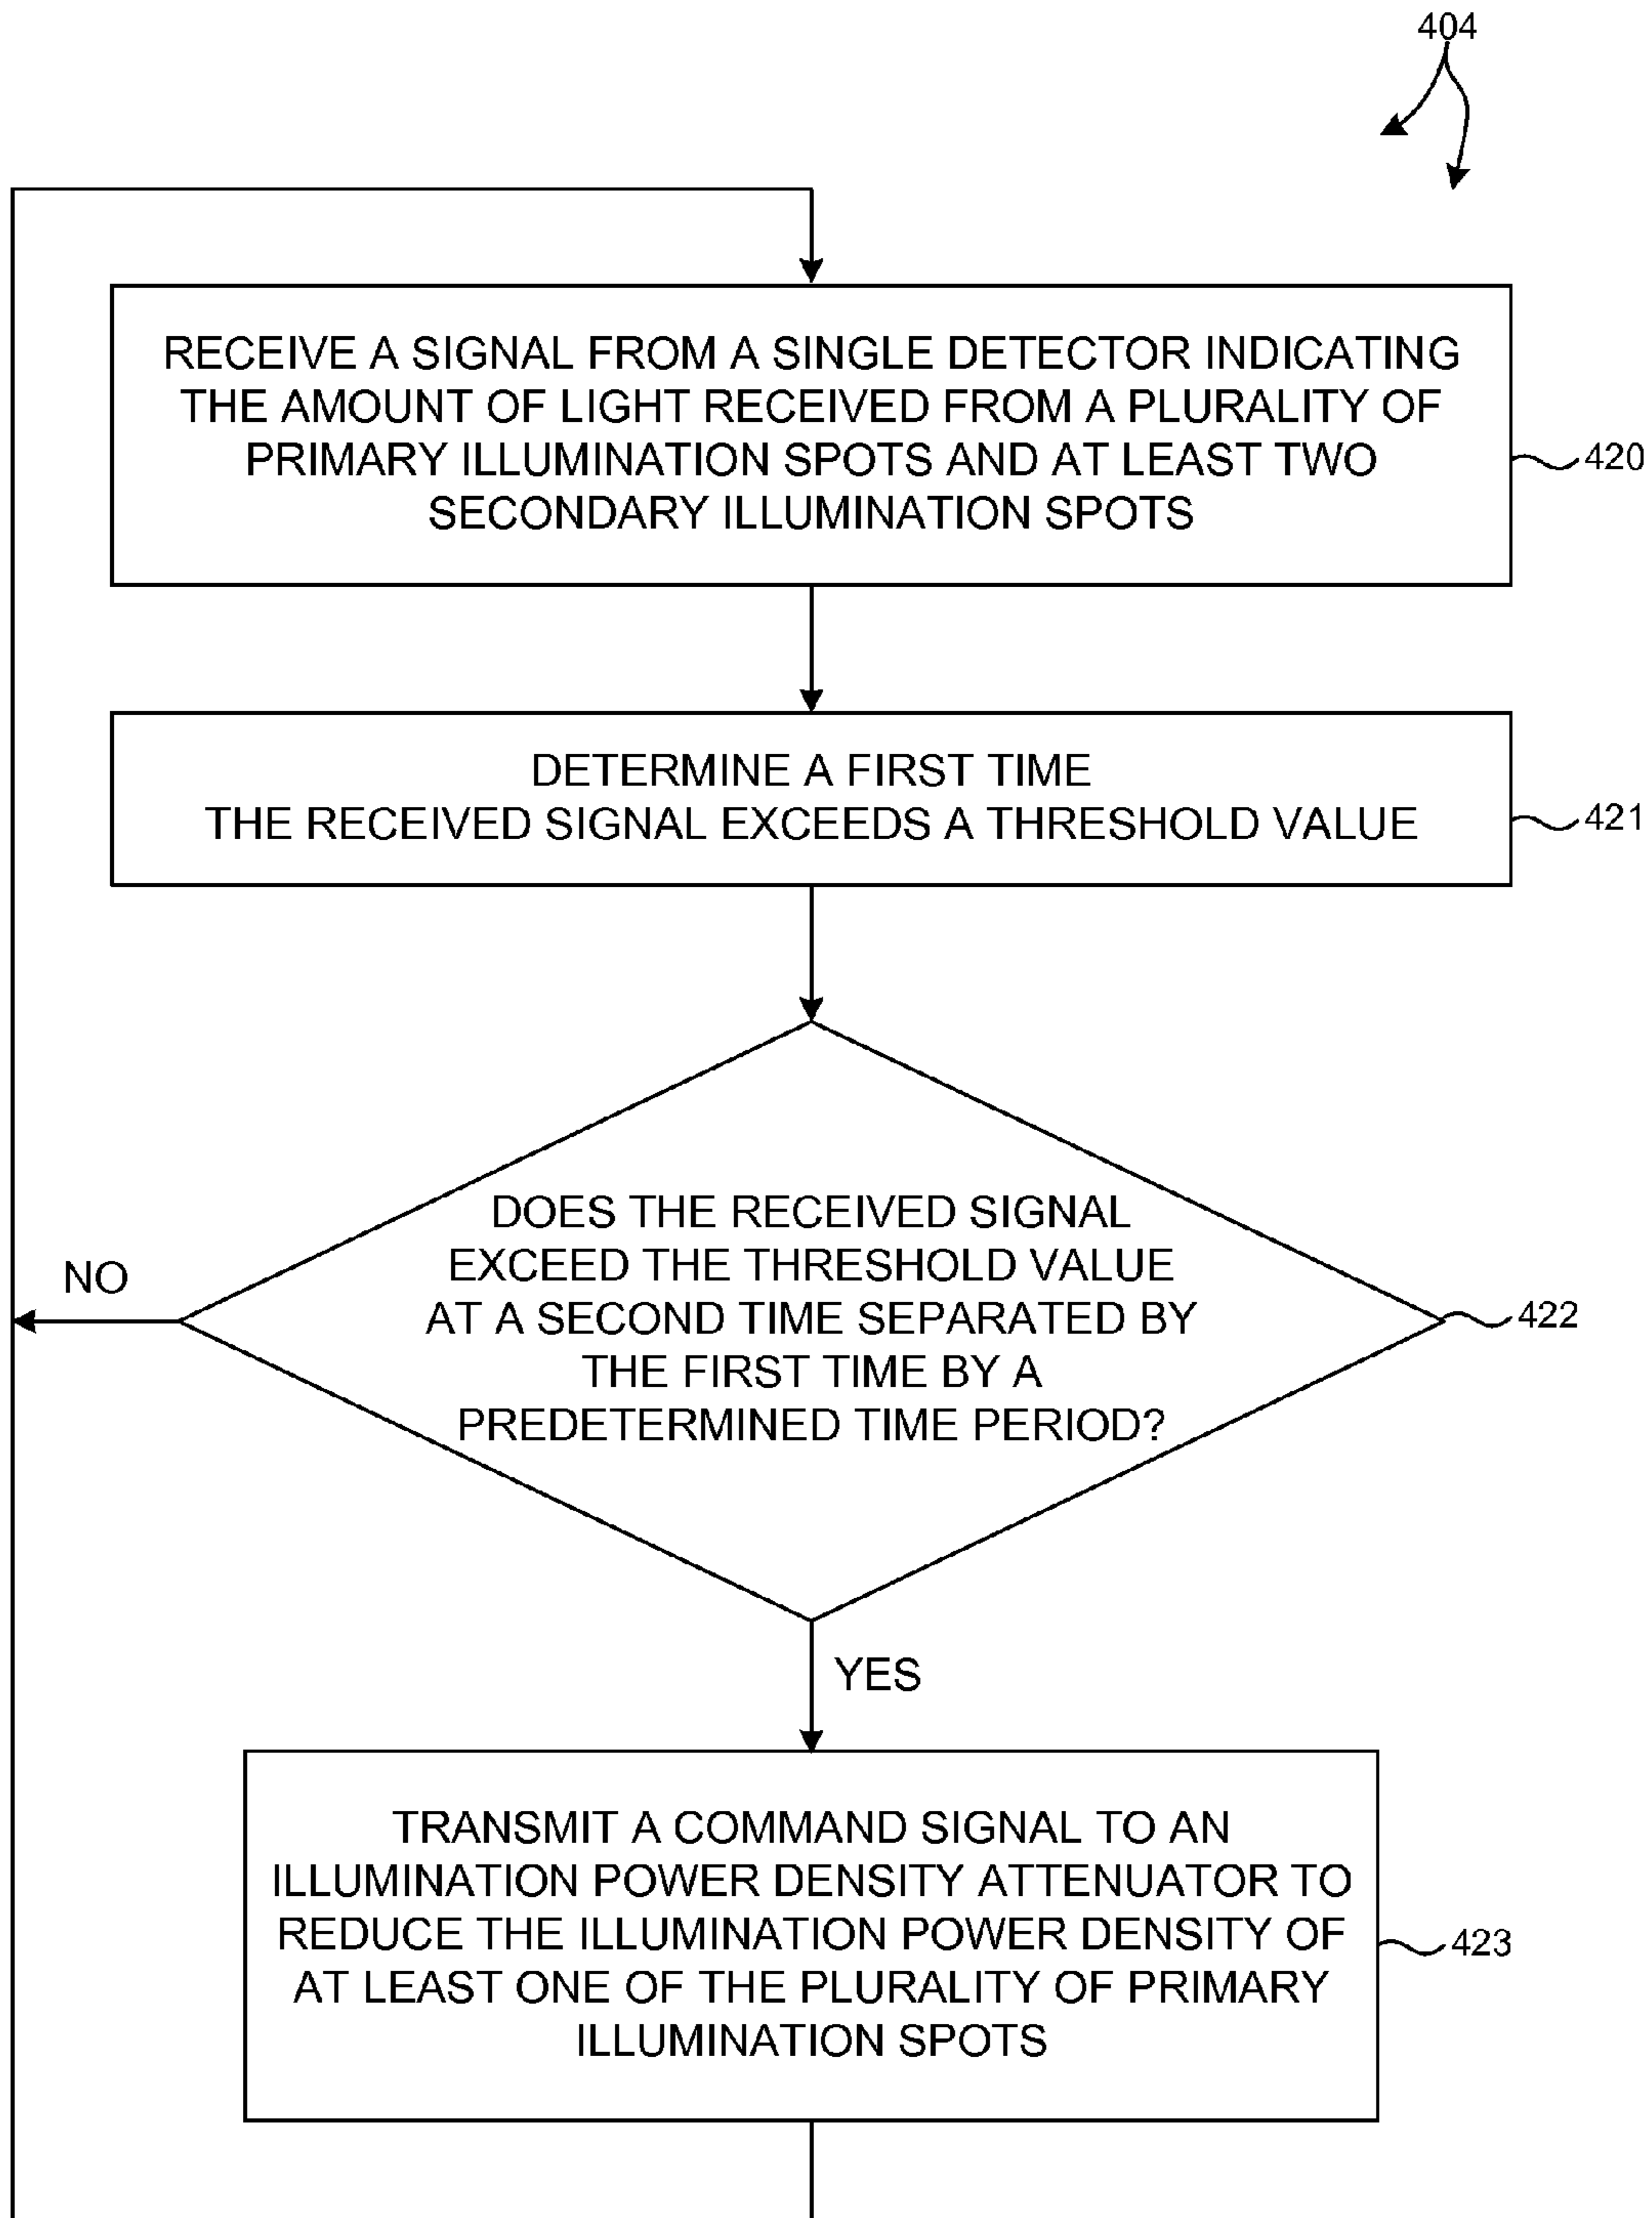 404
RECEIVE A SIGNAL FROM A SINGLE DETECTOR INDICATING
THE AMOUNT OF LIGHT RECEIVED FROM A PLURALITY OF
PRIMARY ILLUMINATION SPOTS AND AT LEAST TWO
SECONDARY ILLUMINATION SPOTS
420
DETERMINE A FIRST TIME
THE RECEIVED SIGNAL EXCEEDS A THRESHOLD VALUE
421
DOES THE RECEIVED SIGNAL
EXCEED THE THRESHOLD VALUE
AT A SECOND TIME SEPARATED BY
THE FIRST TIME BY A
PREDETERMINED TIME PERIOD?
NO
422
YES
TRANSMIT A COMMAND SIGNAL TO AN
ILLUMINATION POWER DENSITY ATTENUATOR TO
REDUCE THE ILLUMINATION POWER DENSITY OF
AT LEAST ONE OF THE PLURALITY OF PRIMARY
ILLUMINATION SPOTS
423